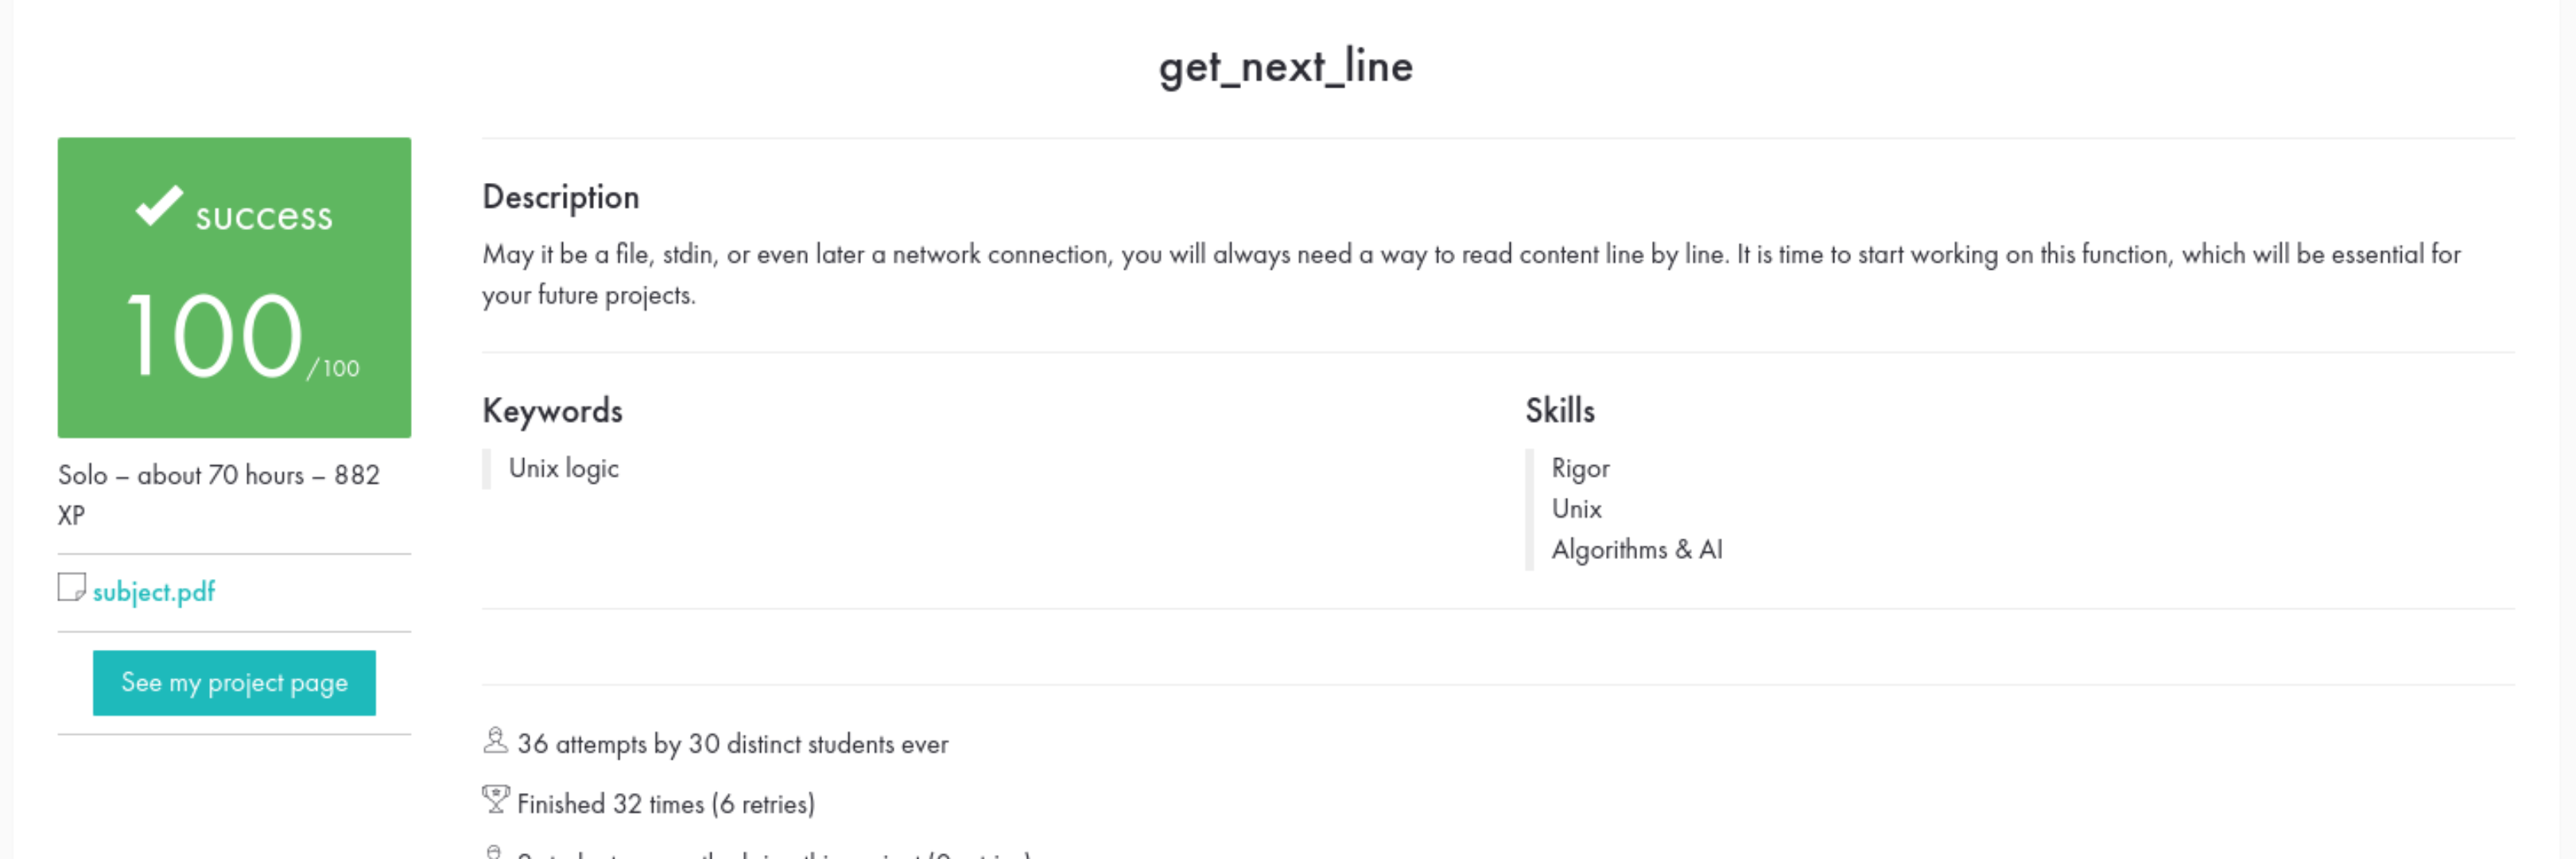 get_next_line
success
100/100
Solo – about 70 hours – 882
XP
subject.pdf
See my project page
Description
May it be a file, stdin, or even later a network connection, you will always need a way to read content line by line. It is time to start working on this function, which will be essential for
your future projects.
Keywords
Unix logic
Skills
Rigor
Unix
Algorithms & AI
36 attempts by 30 distinct students ever
Finished 32 times (6 retries)